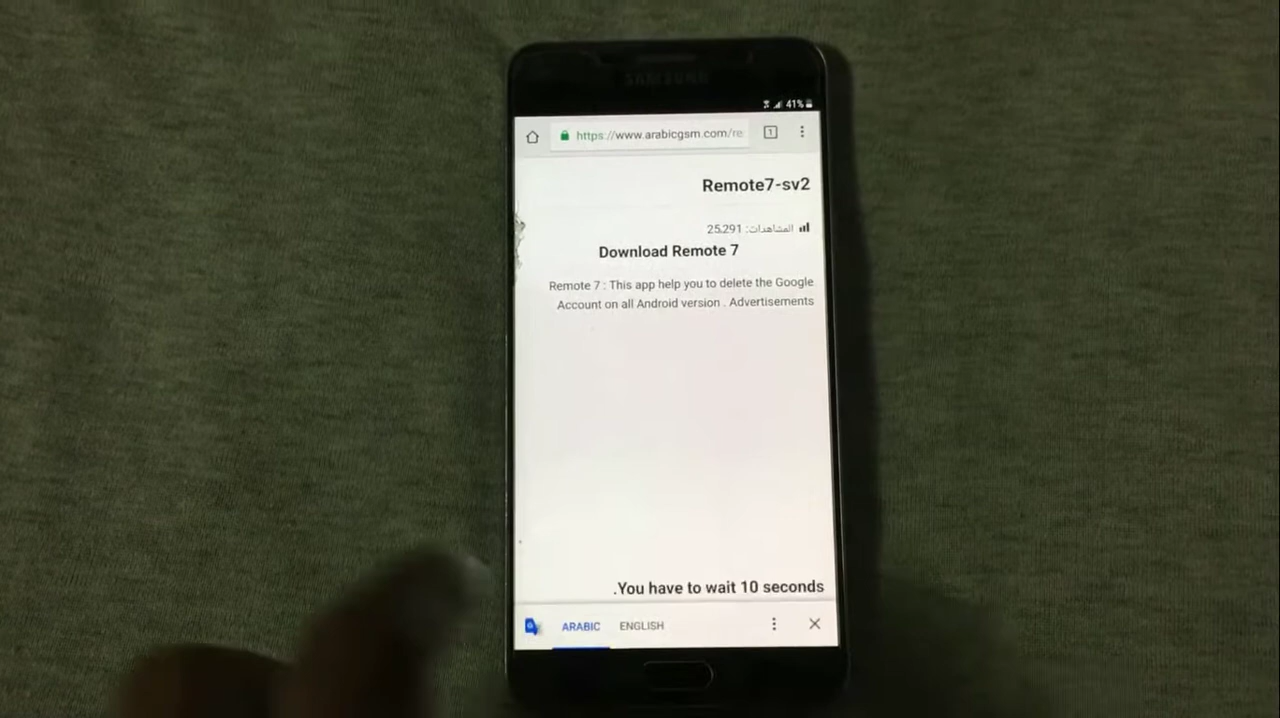 SAMSUNG
41%
https://www.arabicgsm.com/re
1
Remote7-sv2
المشاهدات: 25,291
Download Remote 7
Remote 7 : This app help you to delete the Google
Account on all Android version . Advertisements
.You have to wait 10 seconds
ARABIC ENGLISH